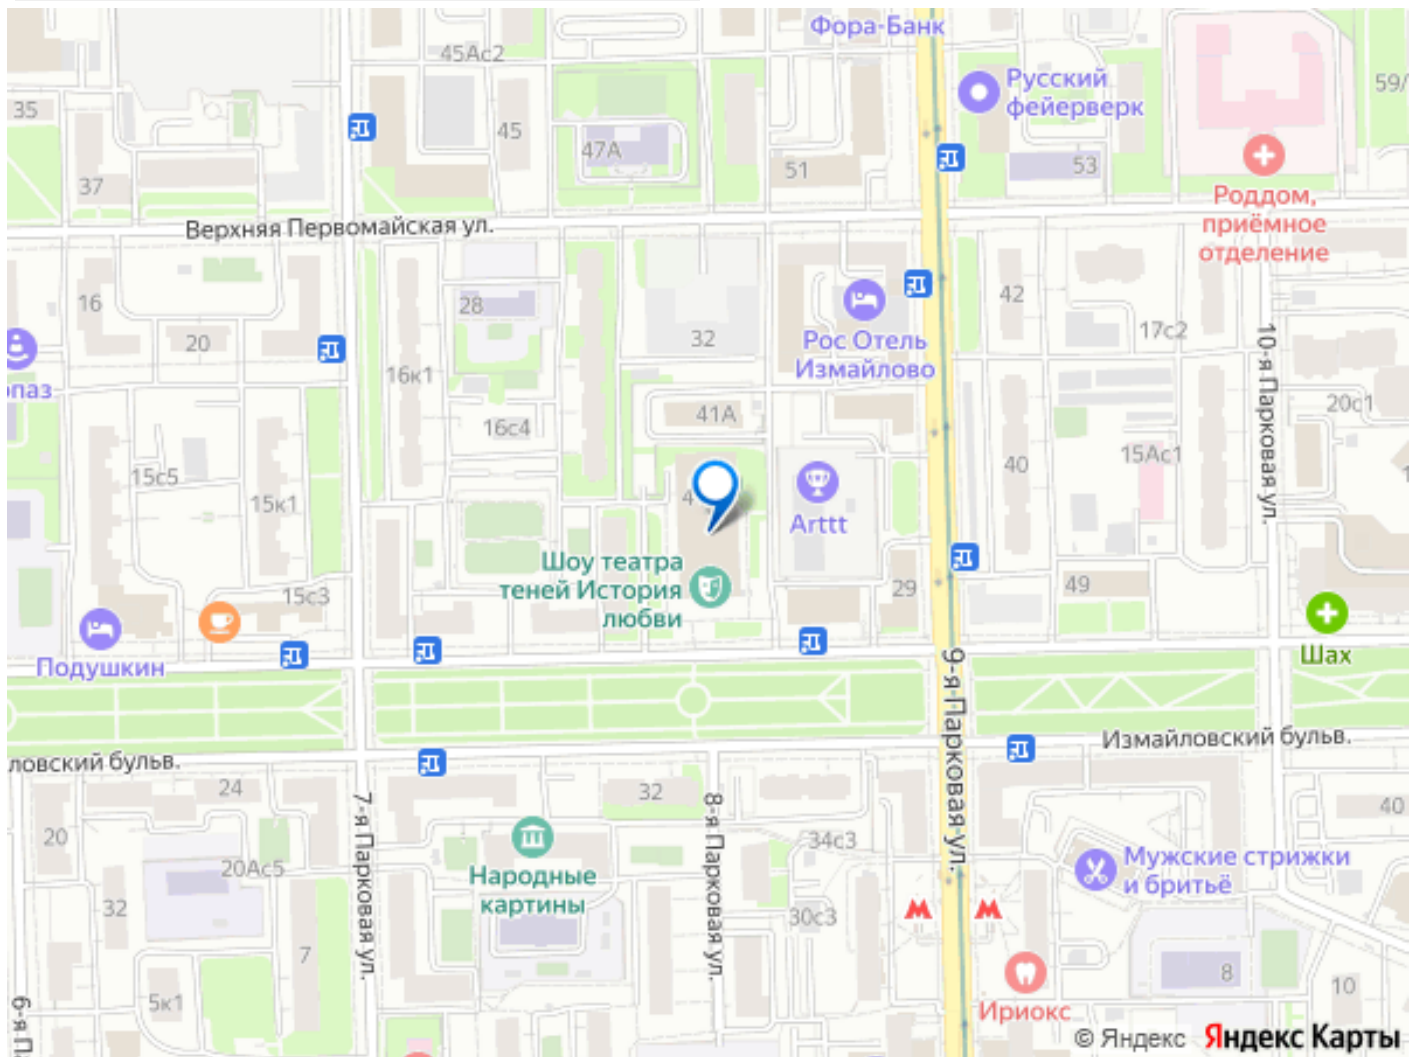 Фора-Банк
45Ас2
Русский
фейерверк
59/
35
45
47А
51
53
37
Роддом,
приёмное
отделение
Верхняя Первомайская ул.
16
28
42
20
32
17с2
Рос Отель
Измайлово
10-я Парковая ул.
опаз
16к1
41А
20с1
16с4
15с5
40
15Ас1
15к1
4
1
Arttt
Шоу театра
теней История
любви
29
49
15с3
Подушкин
Шах
9-я Парковая ул.
Измайловский бульв.
ловский бульв.
24
32
7-я Парковая ул.
8-я Парковая ул.
40
20
34с3
Мужские стрижки
и бритьё
20Ас5
Народные
картины
32
30с3
М
М
7
8
10
5к1
6-я П
Ириокс
© Яндекс Яндекс Карты